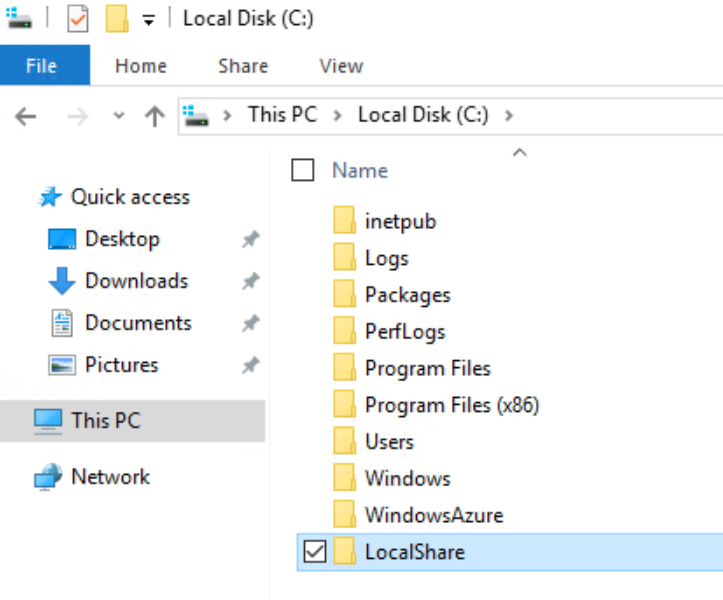 Local Disk (C:)
File Home Share View
This PC Local Disk (C:)
Name
Quick access
Desktop
Downloads
Documents
Pictures
This PC
Network
inetpub
Logs
Packages
PerfLogs
Program Files
Program Files (x86)
Users
Windows
WindowsAzure
LocalShare